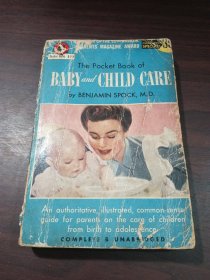 PARENTS' MAGAZINE AWARD
The Pocket Book of
BABY and CHILD CARE
by BENJAMIN SPOCK, M.D.
An authoritative, illustrated, common-sense
guide for parents on the care of children
from birth to adolescence
COMPLETE & UNABRIDGED